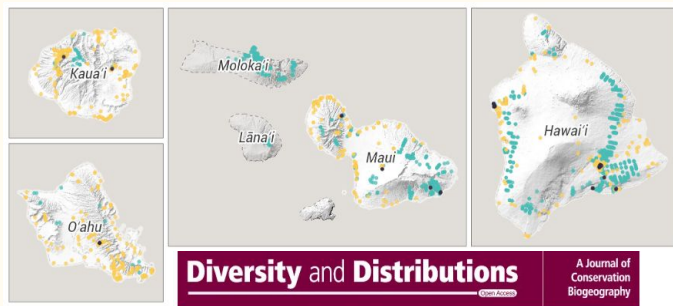 Kaua'i
Moloka'i
Lāna'i
Maui
Hawai'i
O'ahu
Diversity and Distributions
Open Access
A Journal of
Conservation
Biogeography